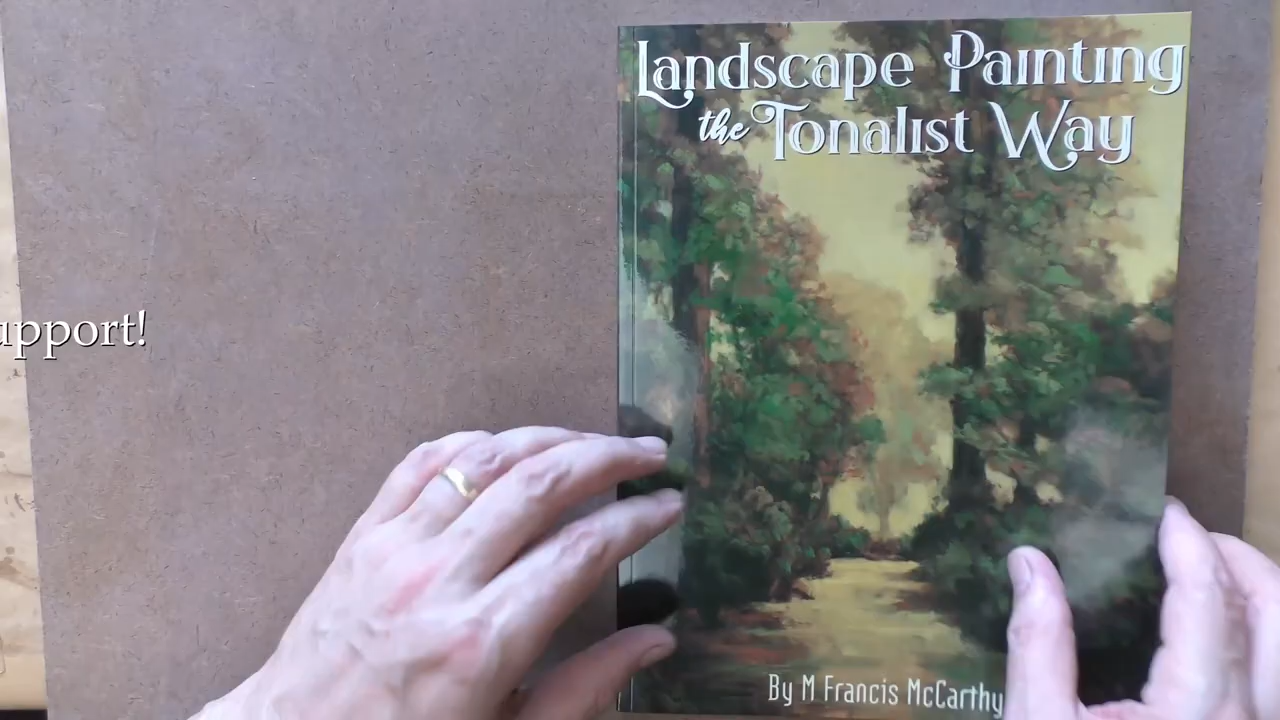 Landscape Painting
the Tonalist Way
upport!
By M Francis McCarthy